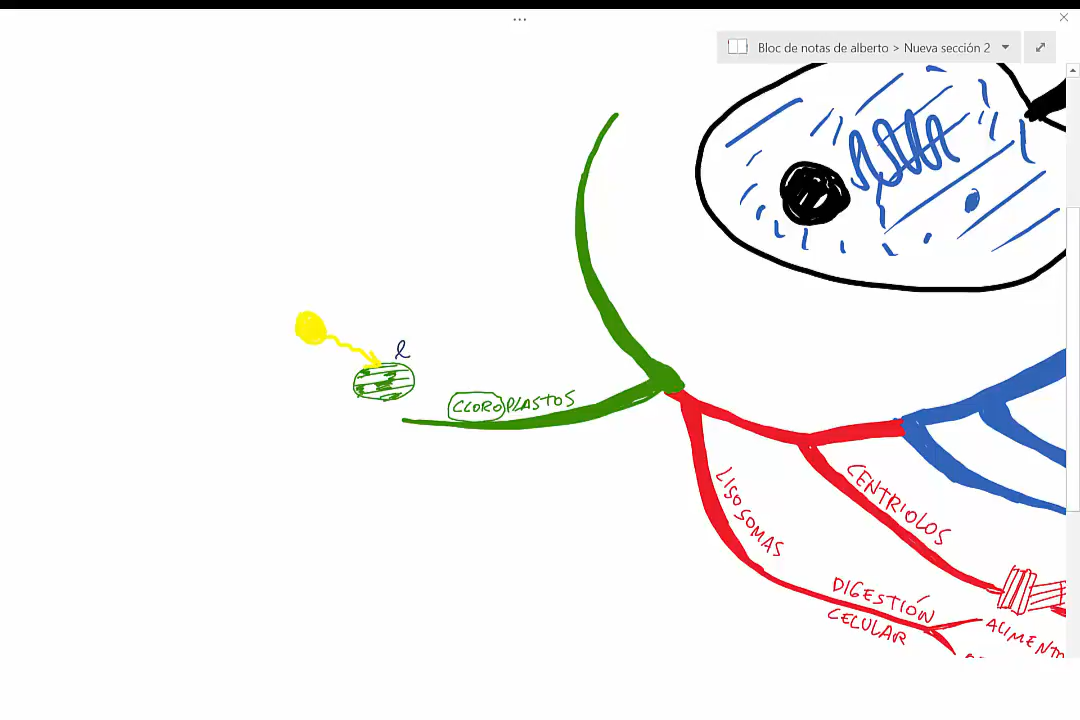 Bloc de notas de alberto > Nueva sección 2
CLOROPLASTOS
LISOSOMAS
CENTRIOLOS
DIGESTIÓN
CELULAR